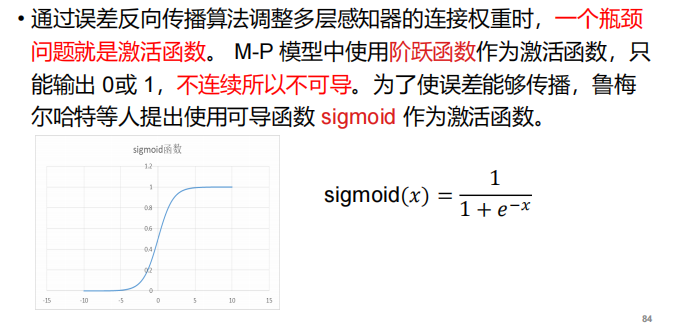 • 通过误差反向传播算法调整多层感知器的连接权重时，一个瓶颈
问题就是激活函数。 M-P 模型中使用阶跃函数作为激活函数，只
能输出 0或 1，不连续所以不可导。为了使误差能够传播，鲁梅
尔哈特等人提出使用可导函数 sigmoid 作为激活函数。
sigmoid函数
1.2
1
0.8
0.6
0.4
0.2
0
-15 -10 -5 0 5 10 15
sigmoid(x) = 1 / (1 + e^{-x})
84